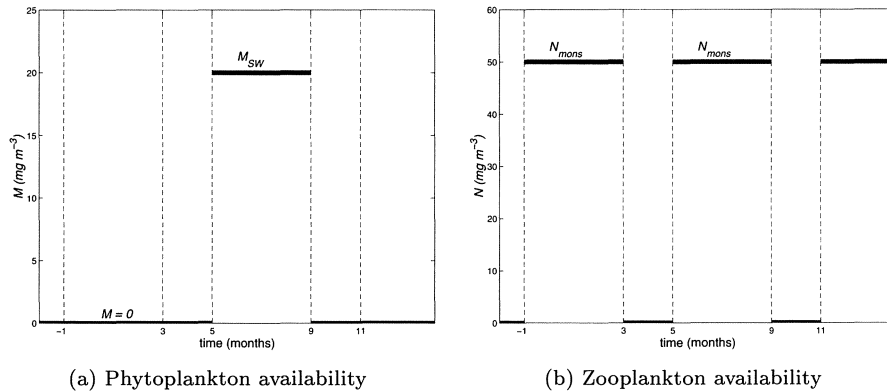 25
20
15
10
5
0
M (mg m⁻³)
M_SW
M = 0
−1 3 5 9 11
time (months)
(a) Phytoplankton availability
60
50
40
30
20
10
0
N (mg m⁻³)
N_mons N_mons
−1 3 5 9 11
time (months)
(b) Zooplankton availability